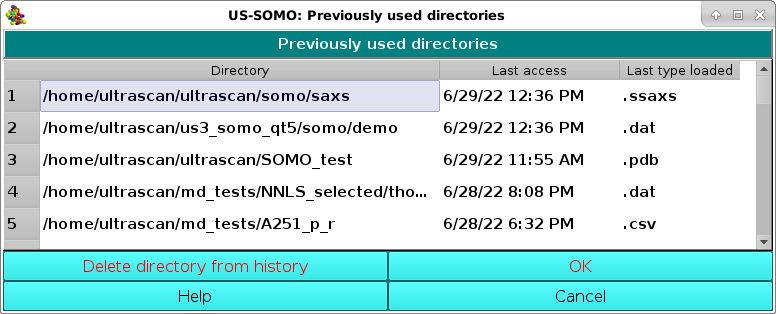 US-SOMO: Previously used directories
Previously used directories
Directory Last access Last type loaded
1 /home/ultrascan/ultrascan/somo/saxs 6/29/22 12:36 PM .ssaxs
2 /home/ultrascan/us3_somo_qt5/somo/demo 6/29/22 12:36 PM .dat
3 /home/ultrascan/ultrascan/SOMO_test 6/29/22 11:55 AM .pdb
4 /home/ultrascan/md_tests/NNLS_selected/tho... 6/28/22 8:08 PM .dat
5 /home/ultrascan/md_tests/A251_p_r 6/28/22 6:32 PM .csv
Delete directory from history OK
Help Cancel